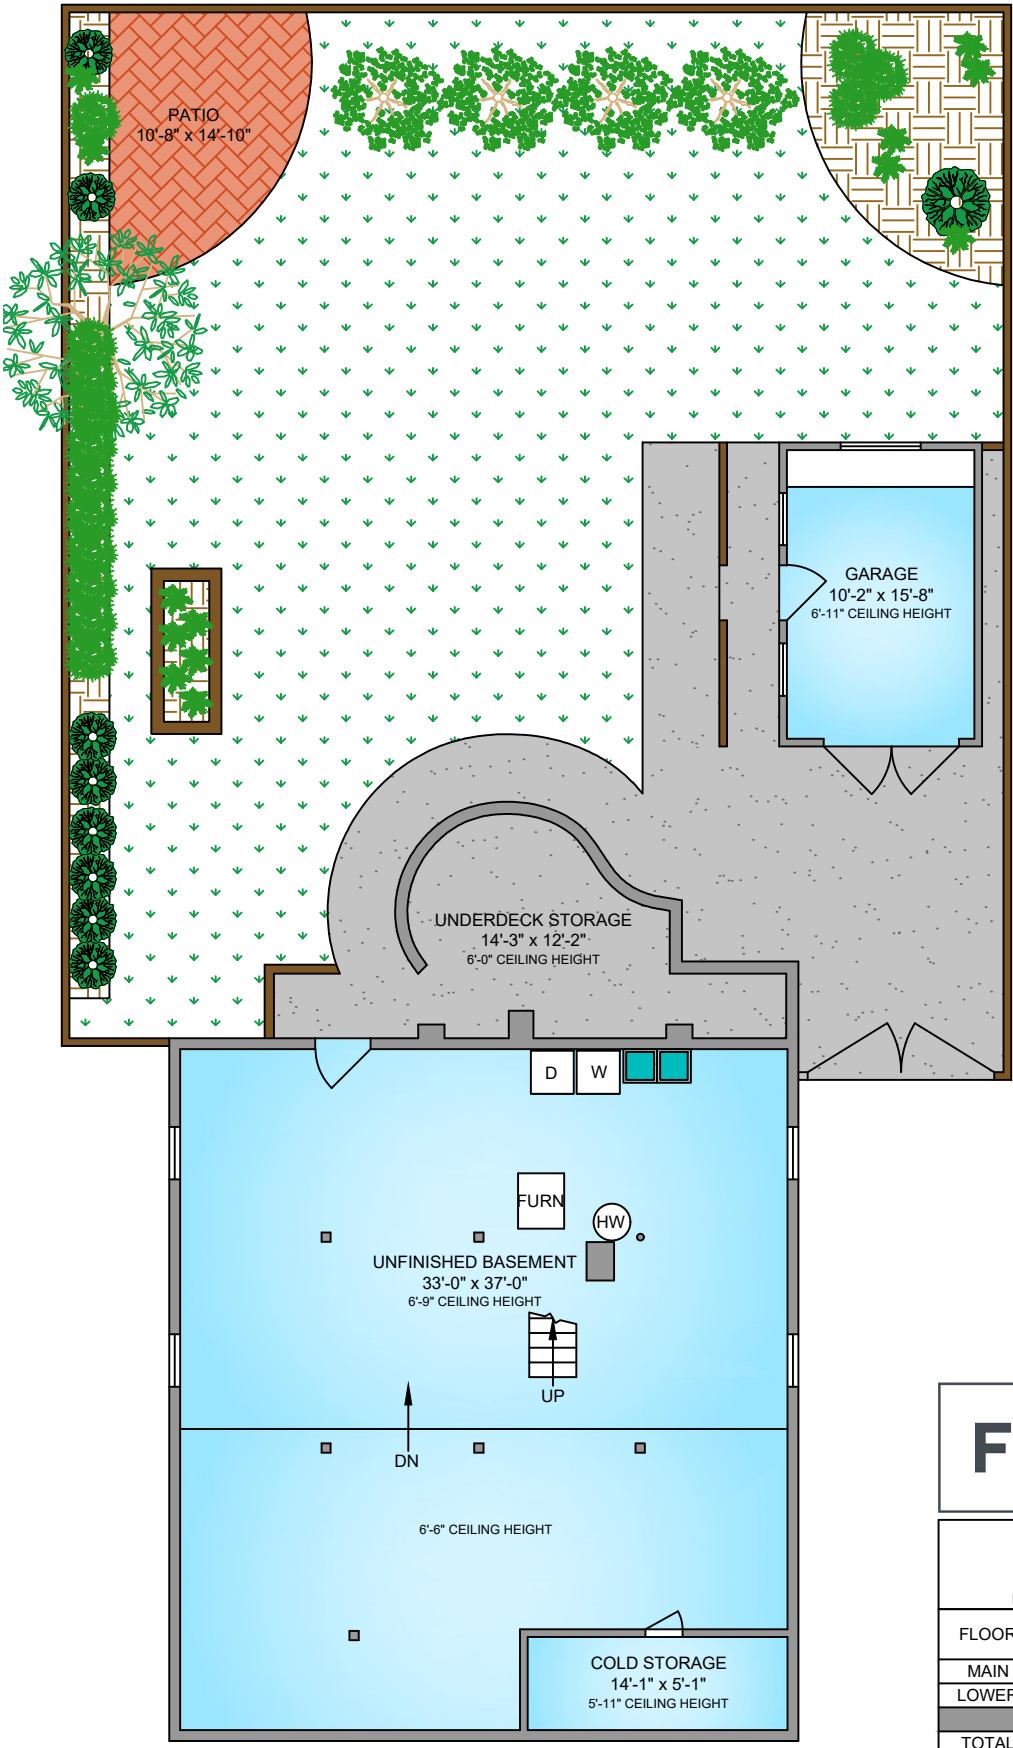 PATIO
10'-8" x 14'-10"
GARAGE
10'-2" x 15'-8"
6'-11" CEILING HEIGHT
UNDERDECK STORAGE
14'-3" x 12'-2"
6'-0" CEILING HEIGHT
D
W
FURN
HW
UNFINISHED BASEMENT
33'-0" x 37'-0"
6'-9" CEILING HEIGHT
UP
DN
6'-6" CEILING HEIGHT
COLD STORAGE
14'-1" x 5'-1"
5'-11" CEILING HEIGHT
F
FLOOR
MAIN
LOWER
TOTAL